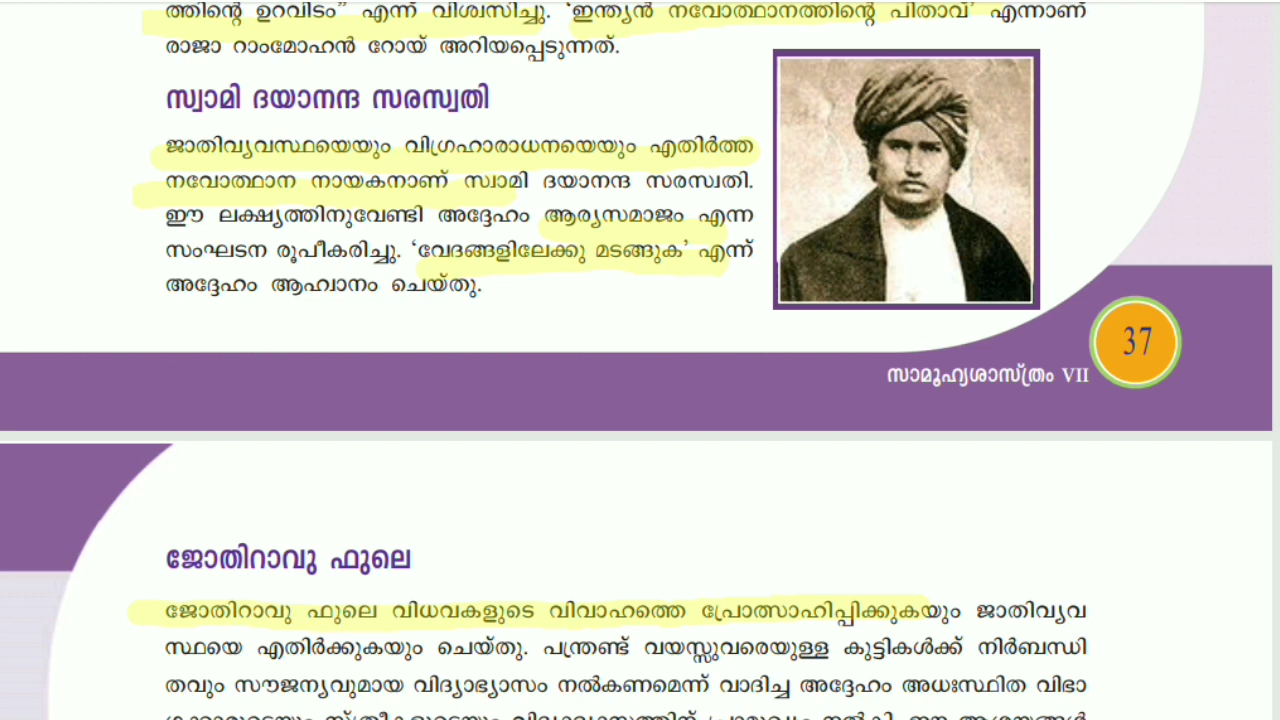 ത്തിന്റെ ഉറവിടം” എന്ന് വിശ്വസിച്ചു. ‘ഇന്ത്യൻ നവോത്ഥാനത്തിന്റെ പിതാവ്’ എന്നാണ്
രാജാ റാംമോഹൻ റോയ് അറിയപ്പെടുന്നത്.
സ്വാമി ദയാനന്ദ സരസ്വതി
ജാതിവ്യവസ്ഥയെയും വിഗ്രഹാരാധനയെയും എതിർത്ത
നവോത്ഥാന നായകനാണ് സ്വാമി ദയാനന്ദ സരസ്വതി.
ഈ ലക്ഷ്യത്തിനുവേണ്ടി അദ്ദേഹം ആര്യസമാജം എന്ന
സംഘടന രൂപീകരിച്ചു. ‘വേദങ്ങളിലേക്കു മടങ്ങുക’ എന്ന്
അദ്ദേഹം ആഹ്വാനം ചെയ്തു.
37
സാമൂഹ്യശാസ്ത്രം VII
ജോതിറാവു ഫുലെ
ജോതിറാവു ഫുലെ വിധവകളുടെ വിവാഹത്തെ പ്രോത്സാഹിപ്പിക്കുകയും ജാതിവ്യവ
സ്ഥയെ എതിർക്കുകയും ചെയ്തു. പന്ത്രണ്ട് വയസ്സുവരെയുള്ള കുട്ടികൾക്ക് നിർബന്ധി
തവും സൗജന്യവുമായ വിദ്യാഭ്യാസം നൽകണമെന്ന് വാദിച്ച അദ്ദേഹം അധഃസ്ഥിത വിഭാ